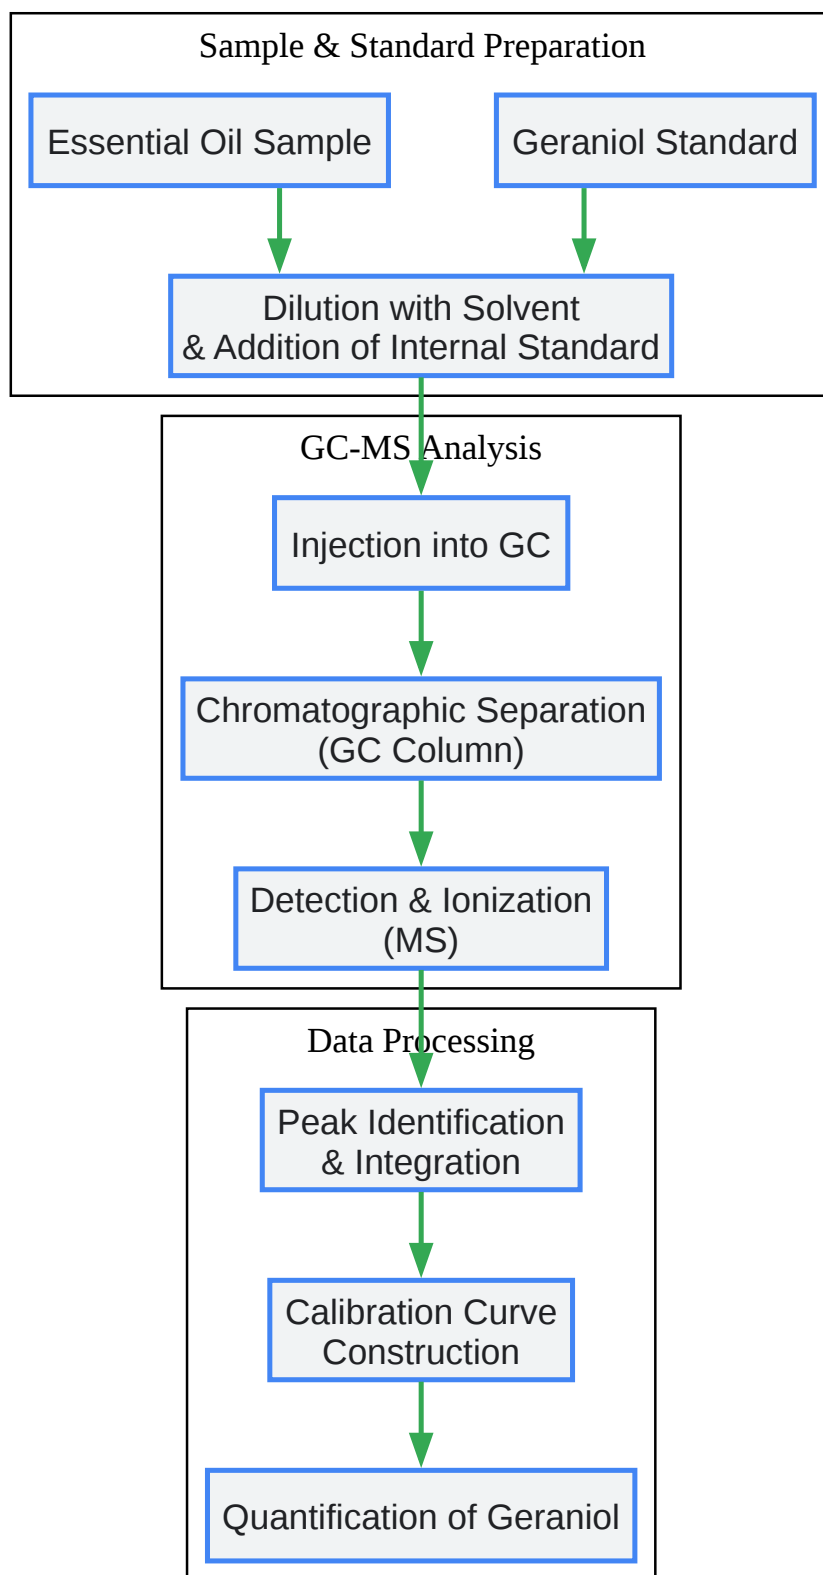 Sample & Standard Preparation
Essential Oil Sample
Geraniol Standard
Dilution with Solvent
& Addition of Internal Standard
GC-MS Analysis
Injection into GC
Chromatographic Separation
(GC Column)
Detection & Ionization
(MS)
Data Processing
Peak Identification
& Integration
Calibration Curve
Construction
Quantification of Geraniol